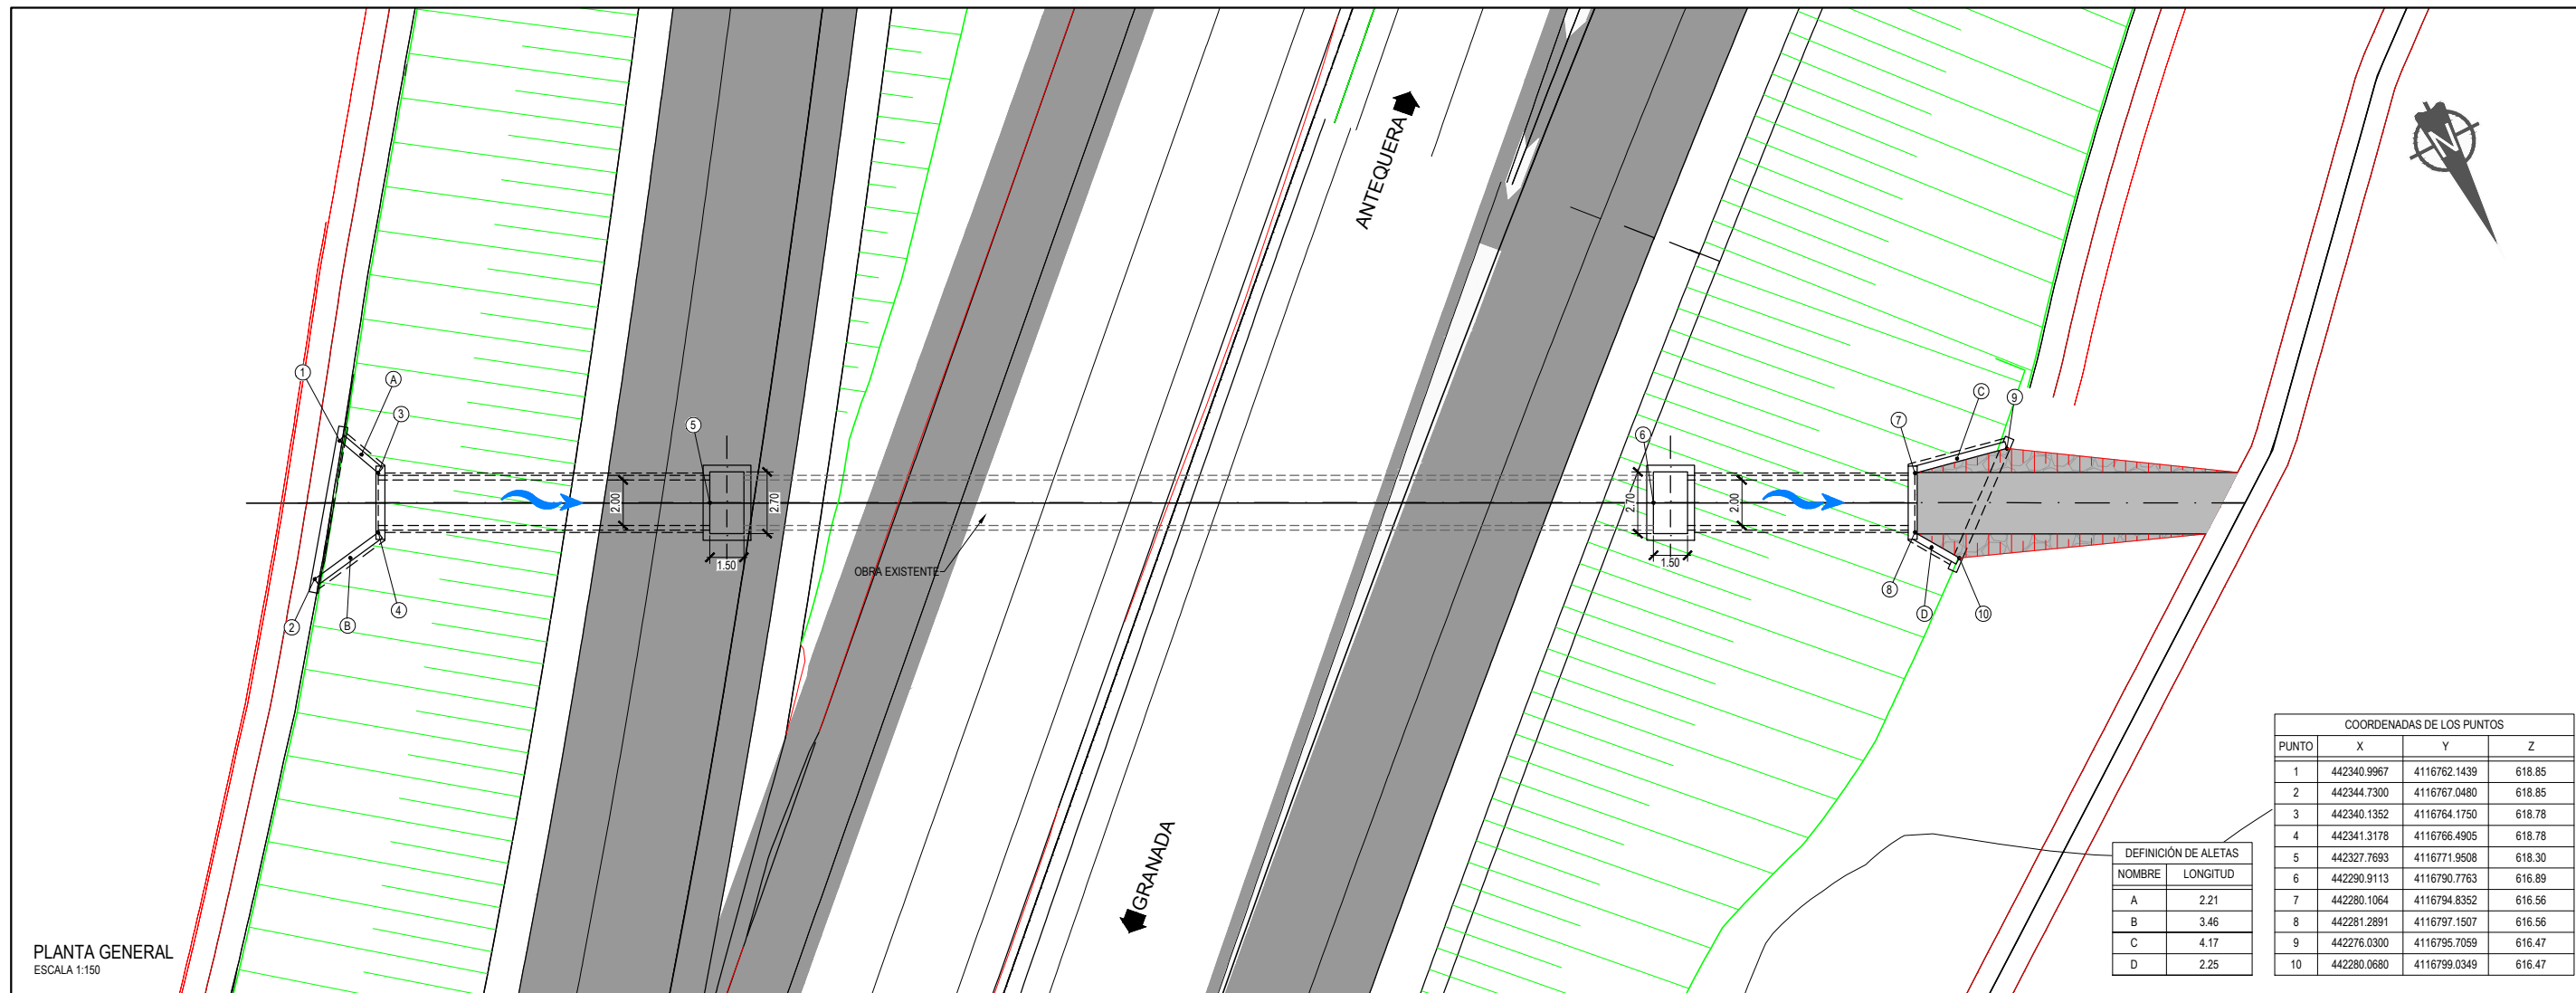 ANTEQUERA
N
1
A
3
5
2.00
2.70
1.50
OBRA EXISTENTE
2
B
4
6
2.70
2.00
1.50
7
C
9
8
D
10
GRANADA
PLANTA GENERAL
ESCALA 1:150
DEFINICIÓN DE ALETAS
NOMBRE LONGITUD
A 2.21
B 3.46
C 4.17
D 2.25
COORDENADAS DE LOS PUNTOS
PUNTO X Y Z
1 442340.9967 4116762.1439 618.85
2 442344.7300 4116767.0480 618.85
3 442340.1352 4116764.1750 618.78
4 442341.3178 4116766.4905 618.78
5 442327.7693 4116771.9508 618.30
6 442290.9113 4116790.7763 616.89
7 442280.1064 4116794.8352 616.56
8 442281.2891 4116797.1507 616.56
9 442276.0300 4116795.7059 616.47
10 442280.0680 4116799.0349 616.47